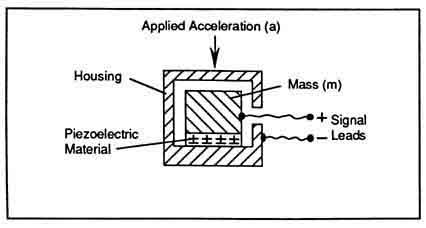 Applied Acceleration (a)
Housing
Mass (m)
Piezoelectric
Material
+ Signal
− Leads
± ± ± ±